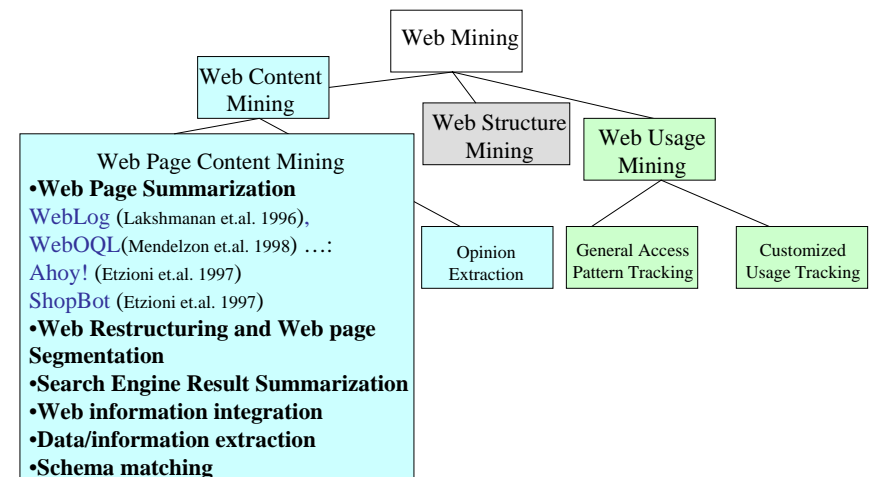 Web Mining
Web Content
Mining
Web Structure
Mining
Web Usage
Mining
Web Page Content Mining
•Web Page Summarization
WebLog (Lakshmanan et.al. 1996),
WebOQL(Mendelzon et.al. 1998) …:
Ahoy! (Etzioni et.al. 1997)
ShopBot (Etzioni et.al. 1997)
•Web Restructuring and Web page
Segmentation
•Search Engine Result Summarization
•Web information integration
•Data/information extraction
•Schema matching
Opinion
Extraction
General Access
Pattern Tracking
Customized
Usage Tracking